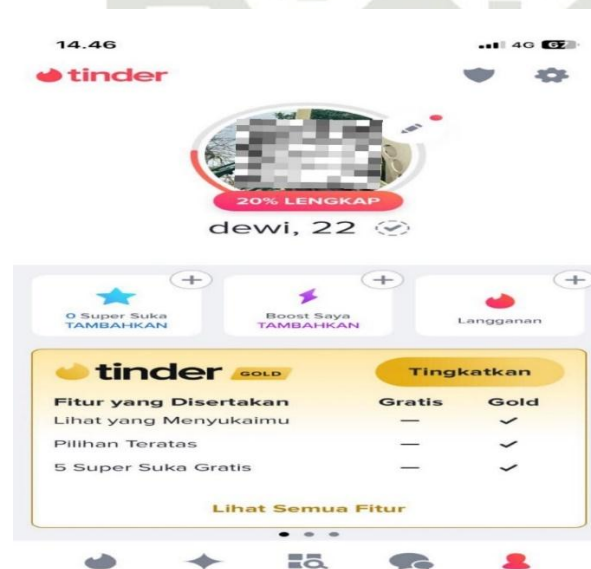 14.46 4G 67
tinder
20% LENGKAP
dewi, 22
0 Super Suka
TAMBAHKAN
Boost Saya
TAMBAHKAN
Langganan
tinder GOLD Tingkatkan
Fitur yang Disertakan Gratis Gold
Lihat yang Menyukaimu
Pilihan Teratas
5 Super Suka Gratis
Lihat Semua Fitur